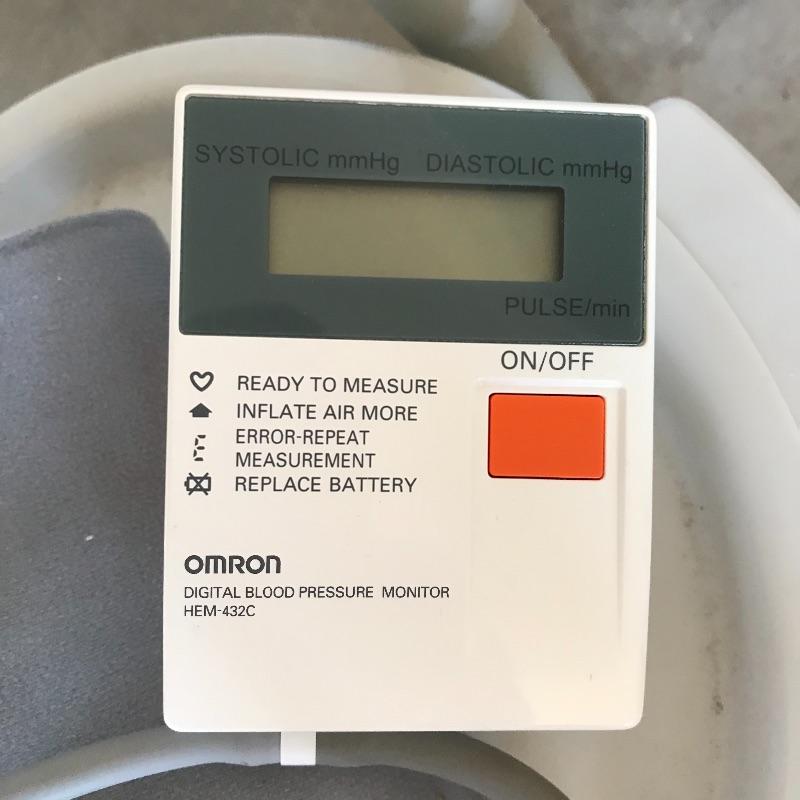 SYSTOLIC mmHg DIASTOLIC mmHg
PULSE/min
ON/OFF
READY TO MEASURE
INFLATE AIR MORE
E ERROR-REPEAT
MEASUREMENT
REPLACE BATTERY
OMRON
DIGITAL BLOOD PRESSURE MONITOR
HEM-432C